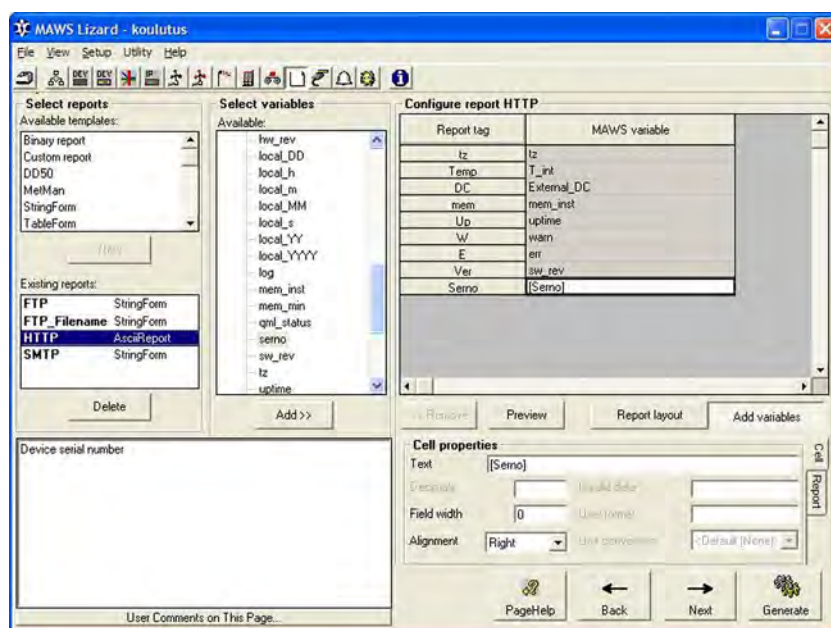 MAWS Lizard - koulutus
File View Setup Utility Help
Select reports
Available templates:
Binary report
Custom report
DD50
MetMan
StringForm
TableForm
New
Existing reports:
FTP StringForm
FTP_Filename StringForm
HTTP AsciiReport
SMTP StringForm
Delete
Select variables
Available:
hw_rev
local_DD
local_h
local_m
local_MM
local_s
local_YY
local_YYYY
log
mem_inst
mem_min
qml_status
serno
sw_rev
tz
uptime
Add >>
Configure report HTTP
Report tag MAWS variable
tz tz
Temp T_int
DC External_DC
mem mem_inst
Up uptime
W warn
E err
Ver sw_rev
Serno [Serno]
<< Remove Preview Report layout Add variables
Device serial number
User Comments on This Page...
Cell properties
Text [Serno]
Decimals Invalid data
Field width 0
Alignment Right Unit conversion <Default (None)
Cell
Report
PageHelp Back Next Generate